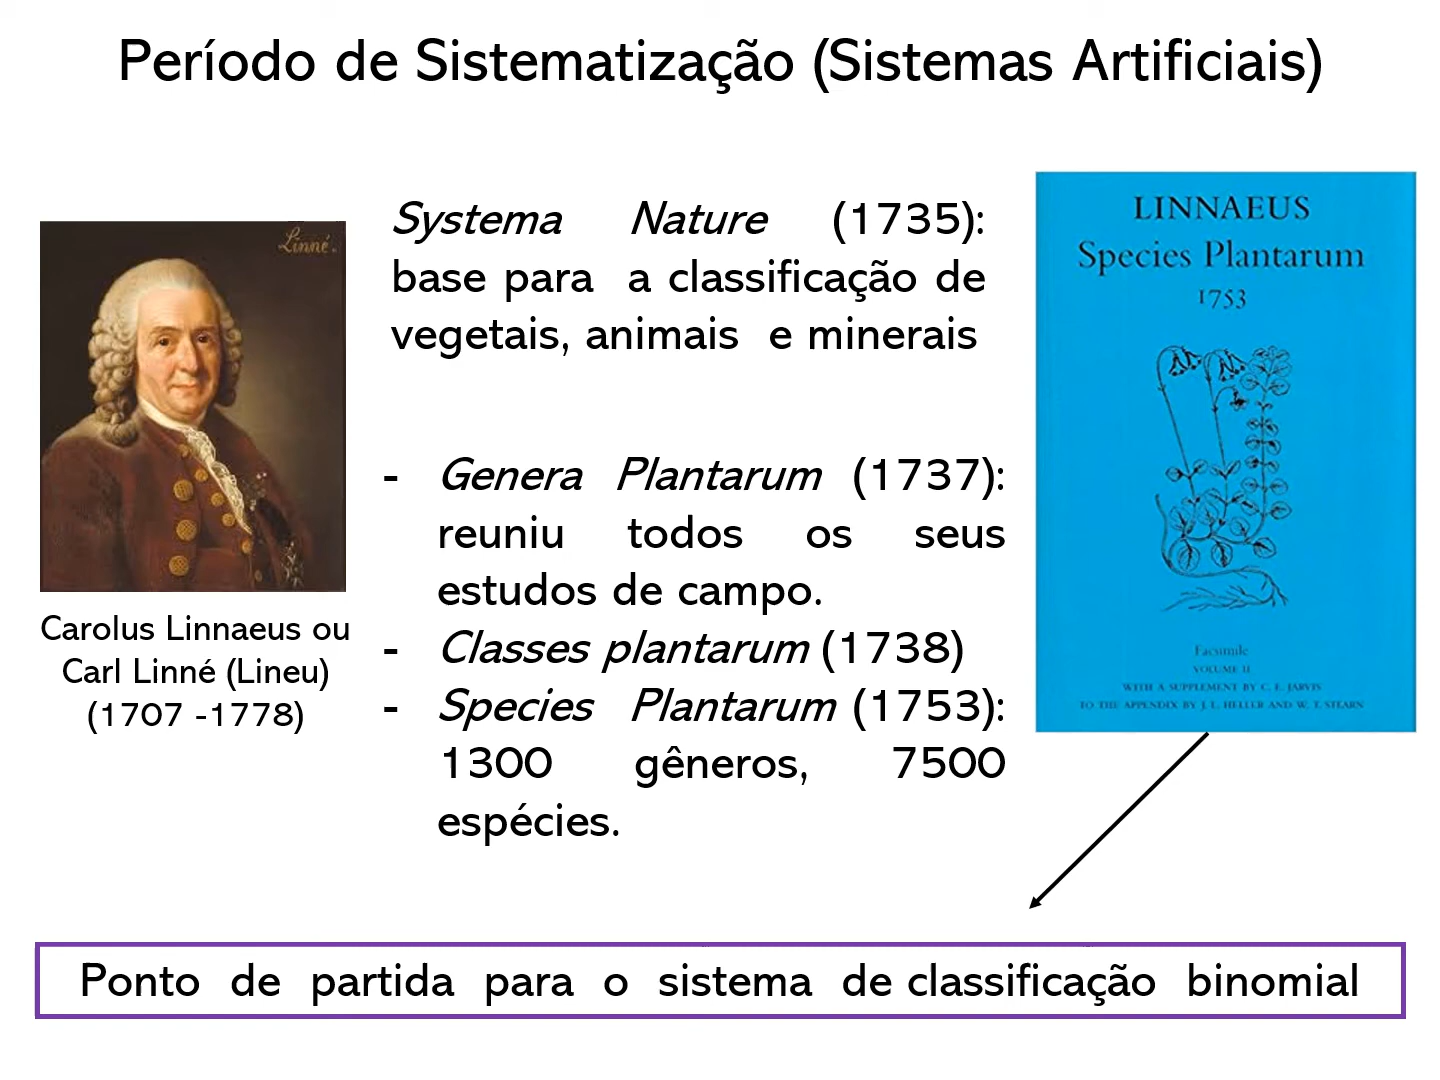 Período de Sistematização (Sistemas Artificiais)
Linné.
Carolus Linnaeus ou
Carl Linné (Lineu)
(1707 -1778)
Systema Nature (1735):
base para a classificação de
vegetais, animais e minerais
- Genera Plantarum (1737):
reuniu todos os seus
estudos de campo.
- Classes plantarum (1738)
- Species Plantarum (1753):
1300 gêneros, 7500
espécies.
LINNAEUS
Species Plantarum
1753
Facsimile
VOLUME II
WITH A SUPPLEMENT BY C. E. JARVIS
TO THE APPENDIX BY J. L. HELLER AND W. T. STEARN
Ponto de partida para o sistema de classificação binomial